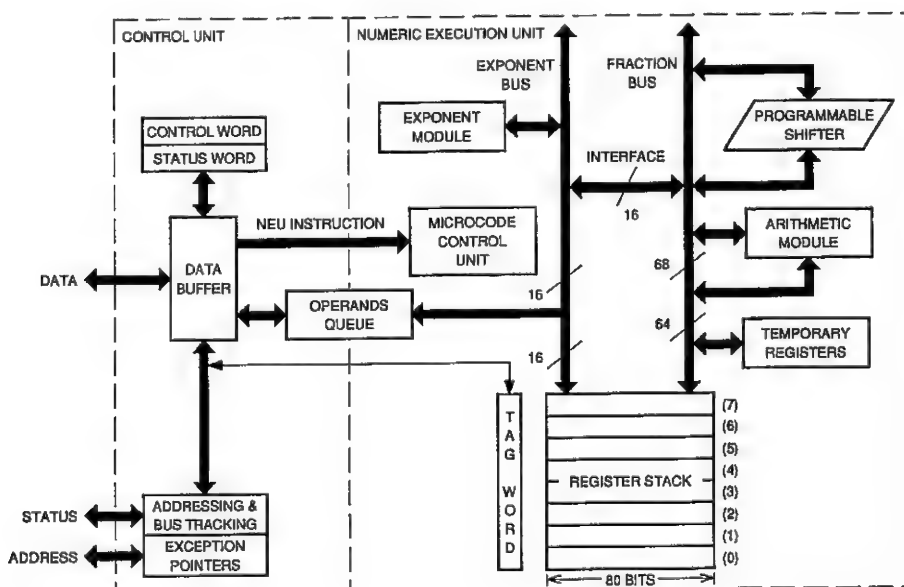 CONTROL UNIT
NUMERIC EXECUTION UNIT
EXPONENT
BUS
FRACTION
BUS
PROGRAMMABLE
SHIFTER
CONTROL WORD
STATUS WORD
EXPONENT
MODULE
INTERFACE
16
NEU INSTRUCTION
MICROCODE
CONTROL
UNIT
ARITHMETIC
MODULE
DATA
DATA
BUFFER
68
16
OPERANDS
QUEUE
64
TEMPORARY
REGISTERS
16
TAG WORD
REGISTER STACK
(7)
(6)
(5)
(4)
(3)
(2)
(1)
(0)
80 BITS
STATUS
ADDRESSING &
BUS TRACKING
ADDRESS
EXCEPTION
POINTERS